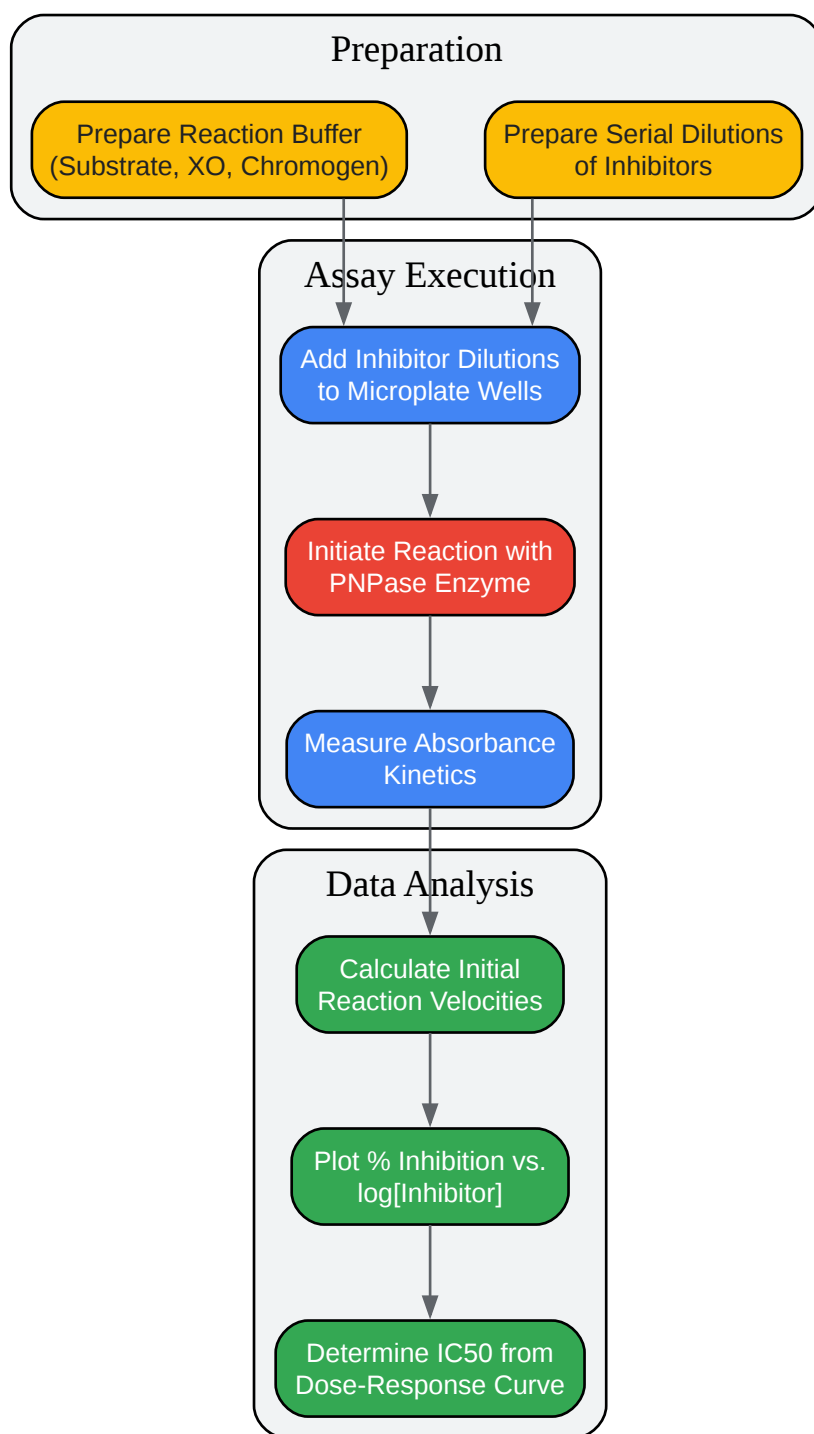 Preparation
Prepare Reaction Buffer
(Substrate, XO, Chromogen)
Prepare Serial Dilutions
of Inhibitors
Assay Execution
Add Inhibitor Dilutions
to Microplate Wells
Initiate Reaction with
PNPase Enzyme
Measure Absorbance
Kinetics
Data Analysis
Calculate Initial
Reaction Velocities
Plot % Inhibition vs.
log[Inhibitor]
Determine IC50 from
Dose-Response Curve